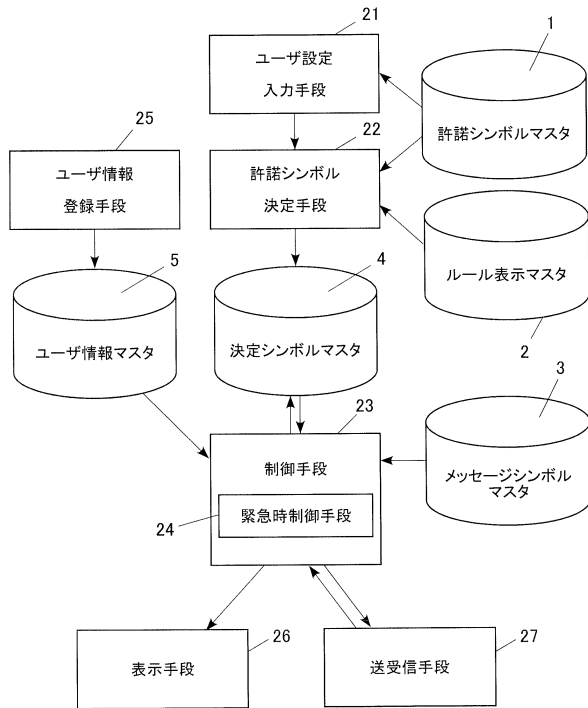 21
ユーザ設定
入力手段
1
許諾シンボルマスタ
25
ユーザ情報
登録手段
22
許諾シンボル
決定手段
ルール表示マスタ
2
5
ユーザ情報マスタ
4
決定シンボルマスタ
23
制御手段
24
緊急時制御手段
3
メッセージシンボル
マスタ
26
表示手段
27
送受信手段